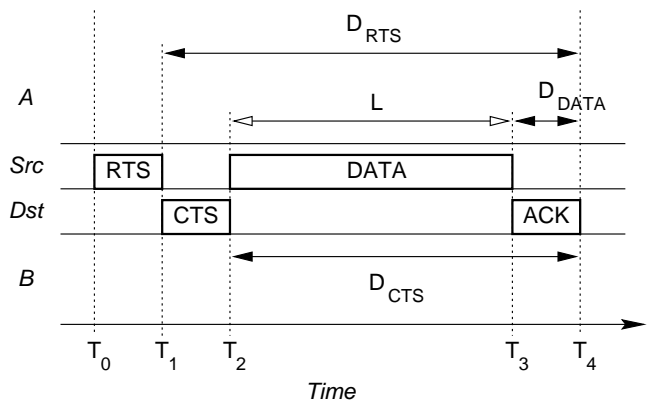 D_RTS
A
L
D_DATA
Src
RTS
DATA
Dst
CTS
ACK
B
D_CTS
T_0 T_1 T_2 T_3 T_4
Time